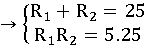 →{R₁ + R₂ = 25
R₁R₂ = 5.25